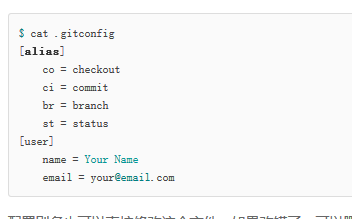 $ cat .gitconfig
[alias]
    co = checkout
    ci = commit
    br = branch
    st = status
[user]
    name = Your Name
    email = your@email.com